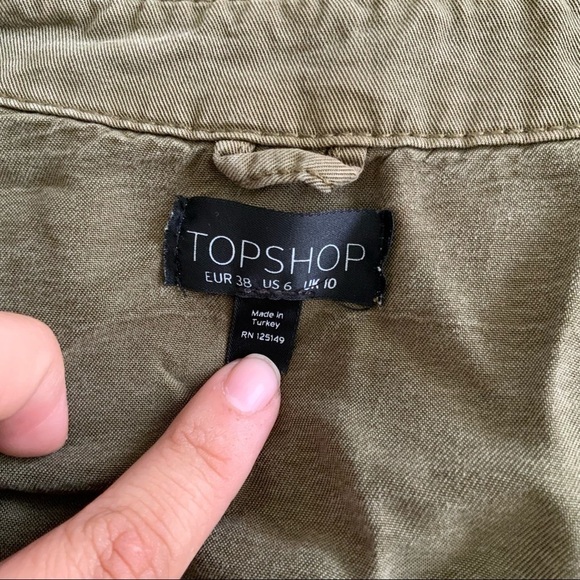 TOPSHOP
EUR 38 US 6 UK 10
Made in
Turkey
RN 125149